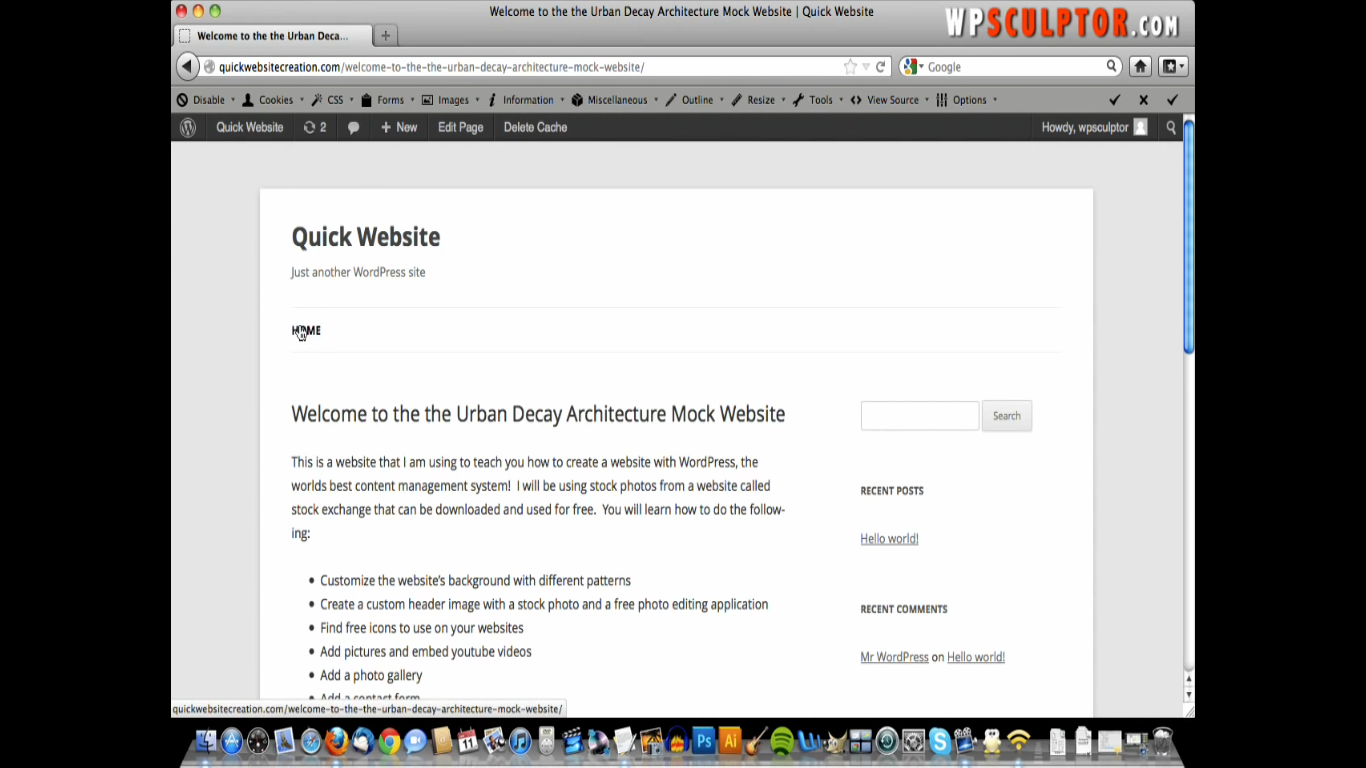 Welcome to the the Urban Decay Architecture Mock Website | Quick Website
WPSCULPTOR.COM
Welcome to the the Urban Deca...
quickwebsitecreation.com/welcome-to-the-the-urban-decay-architecture-mock-website/
Google
Disable Cookies CSS Forms Images Information Miscellaneous Outline Resize Tools View Source Options
Quick Website 2 + New Edit Page Delete Cache Howdy, wpsculptor
Quick Website
Just another WordPress site
HOME
Welcome to the the Urban Decay Architecture Mock Website
Search
This is a website that I am using to teach you how to create a website with WordPress, the
worlds best content management system! I will be using stock photos from a website called
stock exchange that can be downloaded and used for free. You will learn how to do the follow-
ing:
• Customize the website's background with different patterns
• Create a custom header image with a stock photo and a free photo editing application
• Find free icons to use on your websites
• Add pictures and embed youtube videos
• Add a photo gallery
• Add a contact form
RECENT POSTS
Hello world!
RECENT COMMENTS
Mr WordPress on Hello world!
quickwebsitecreation.com/welcome-to-the-the-urban-decay-architecture-mock-website/
11
Ps
Ai